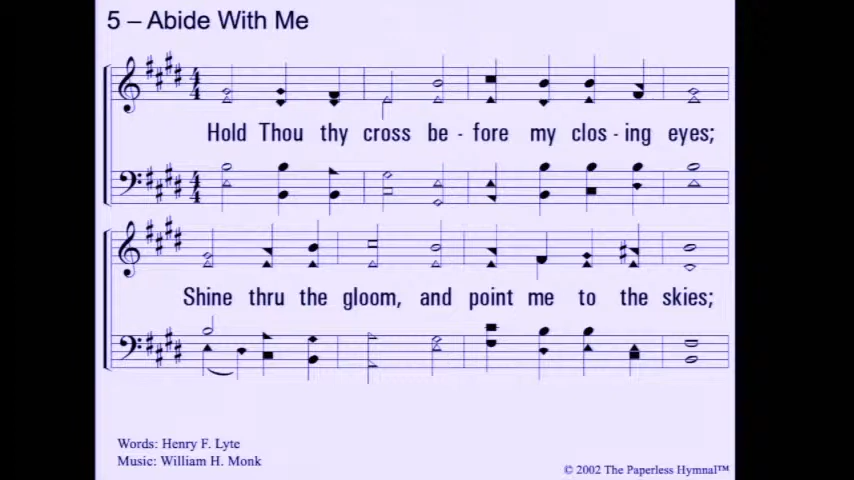 5 – Abide With Me
Hold Thou thy cross be - fore my clos - ing eyes;
Shine thru the gloom, and point me to the skies;
Words: Henry F. Lyte
Music: William H. Monk
© 2002 The Paperless Hymnal™